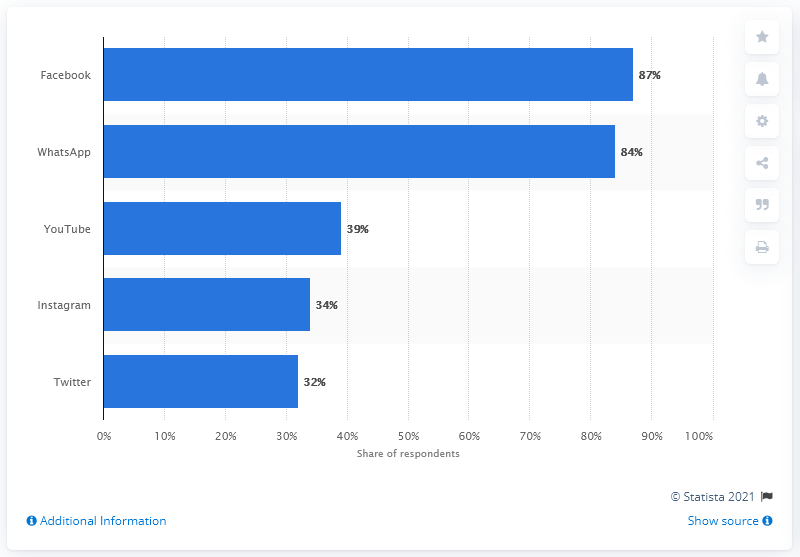 Facebook 87%
WhatsApp 84%
YouTube 39%
Instagram 34%
Twitter 32%
0% 10% 20% 30% 40% 50% 60% 70% 80% 90% 100%
Share of respondents
© Statista 2021
Additional Information Show source